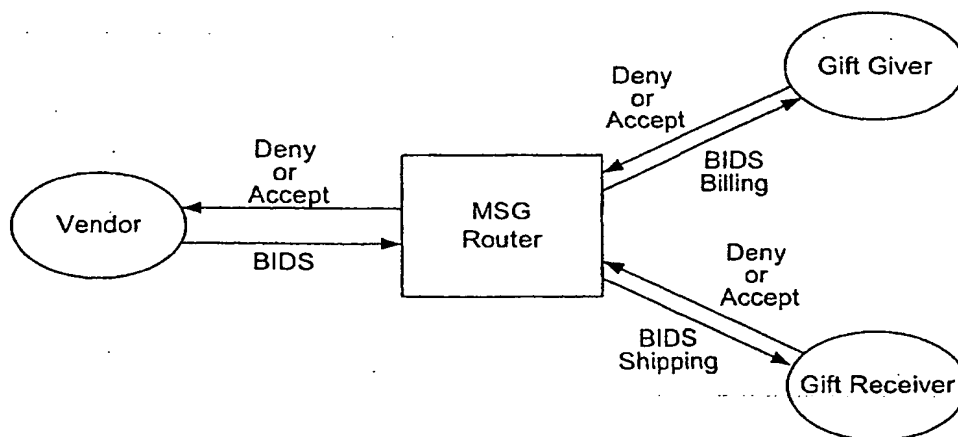 Gift Giver
Deny
or
Accept
BIDS
Billing
Deny
or
Accept
Vendor
BIDS
MSG
Router
Deny
or
Accept
BIDS
Shipping
Gift Receiver